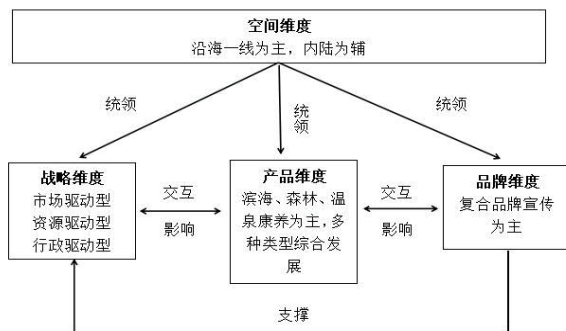 空间维度
沿海一线为主，内陆为辅
统领
统领
统领
战略维度
市场驱动型
资源驱动型
行政驱动型
交互
影响
产品维度
滨海、森林、温
泉康养为主，多
种类型综合发
展
交互
影响
品牌维度
复合品牌宣传
为主
支撑